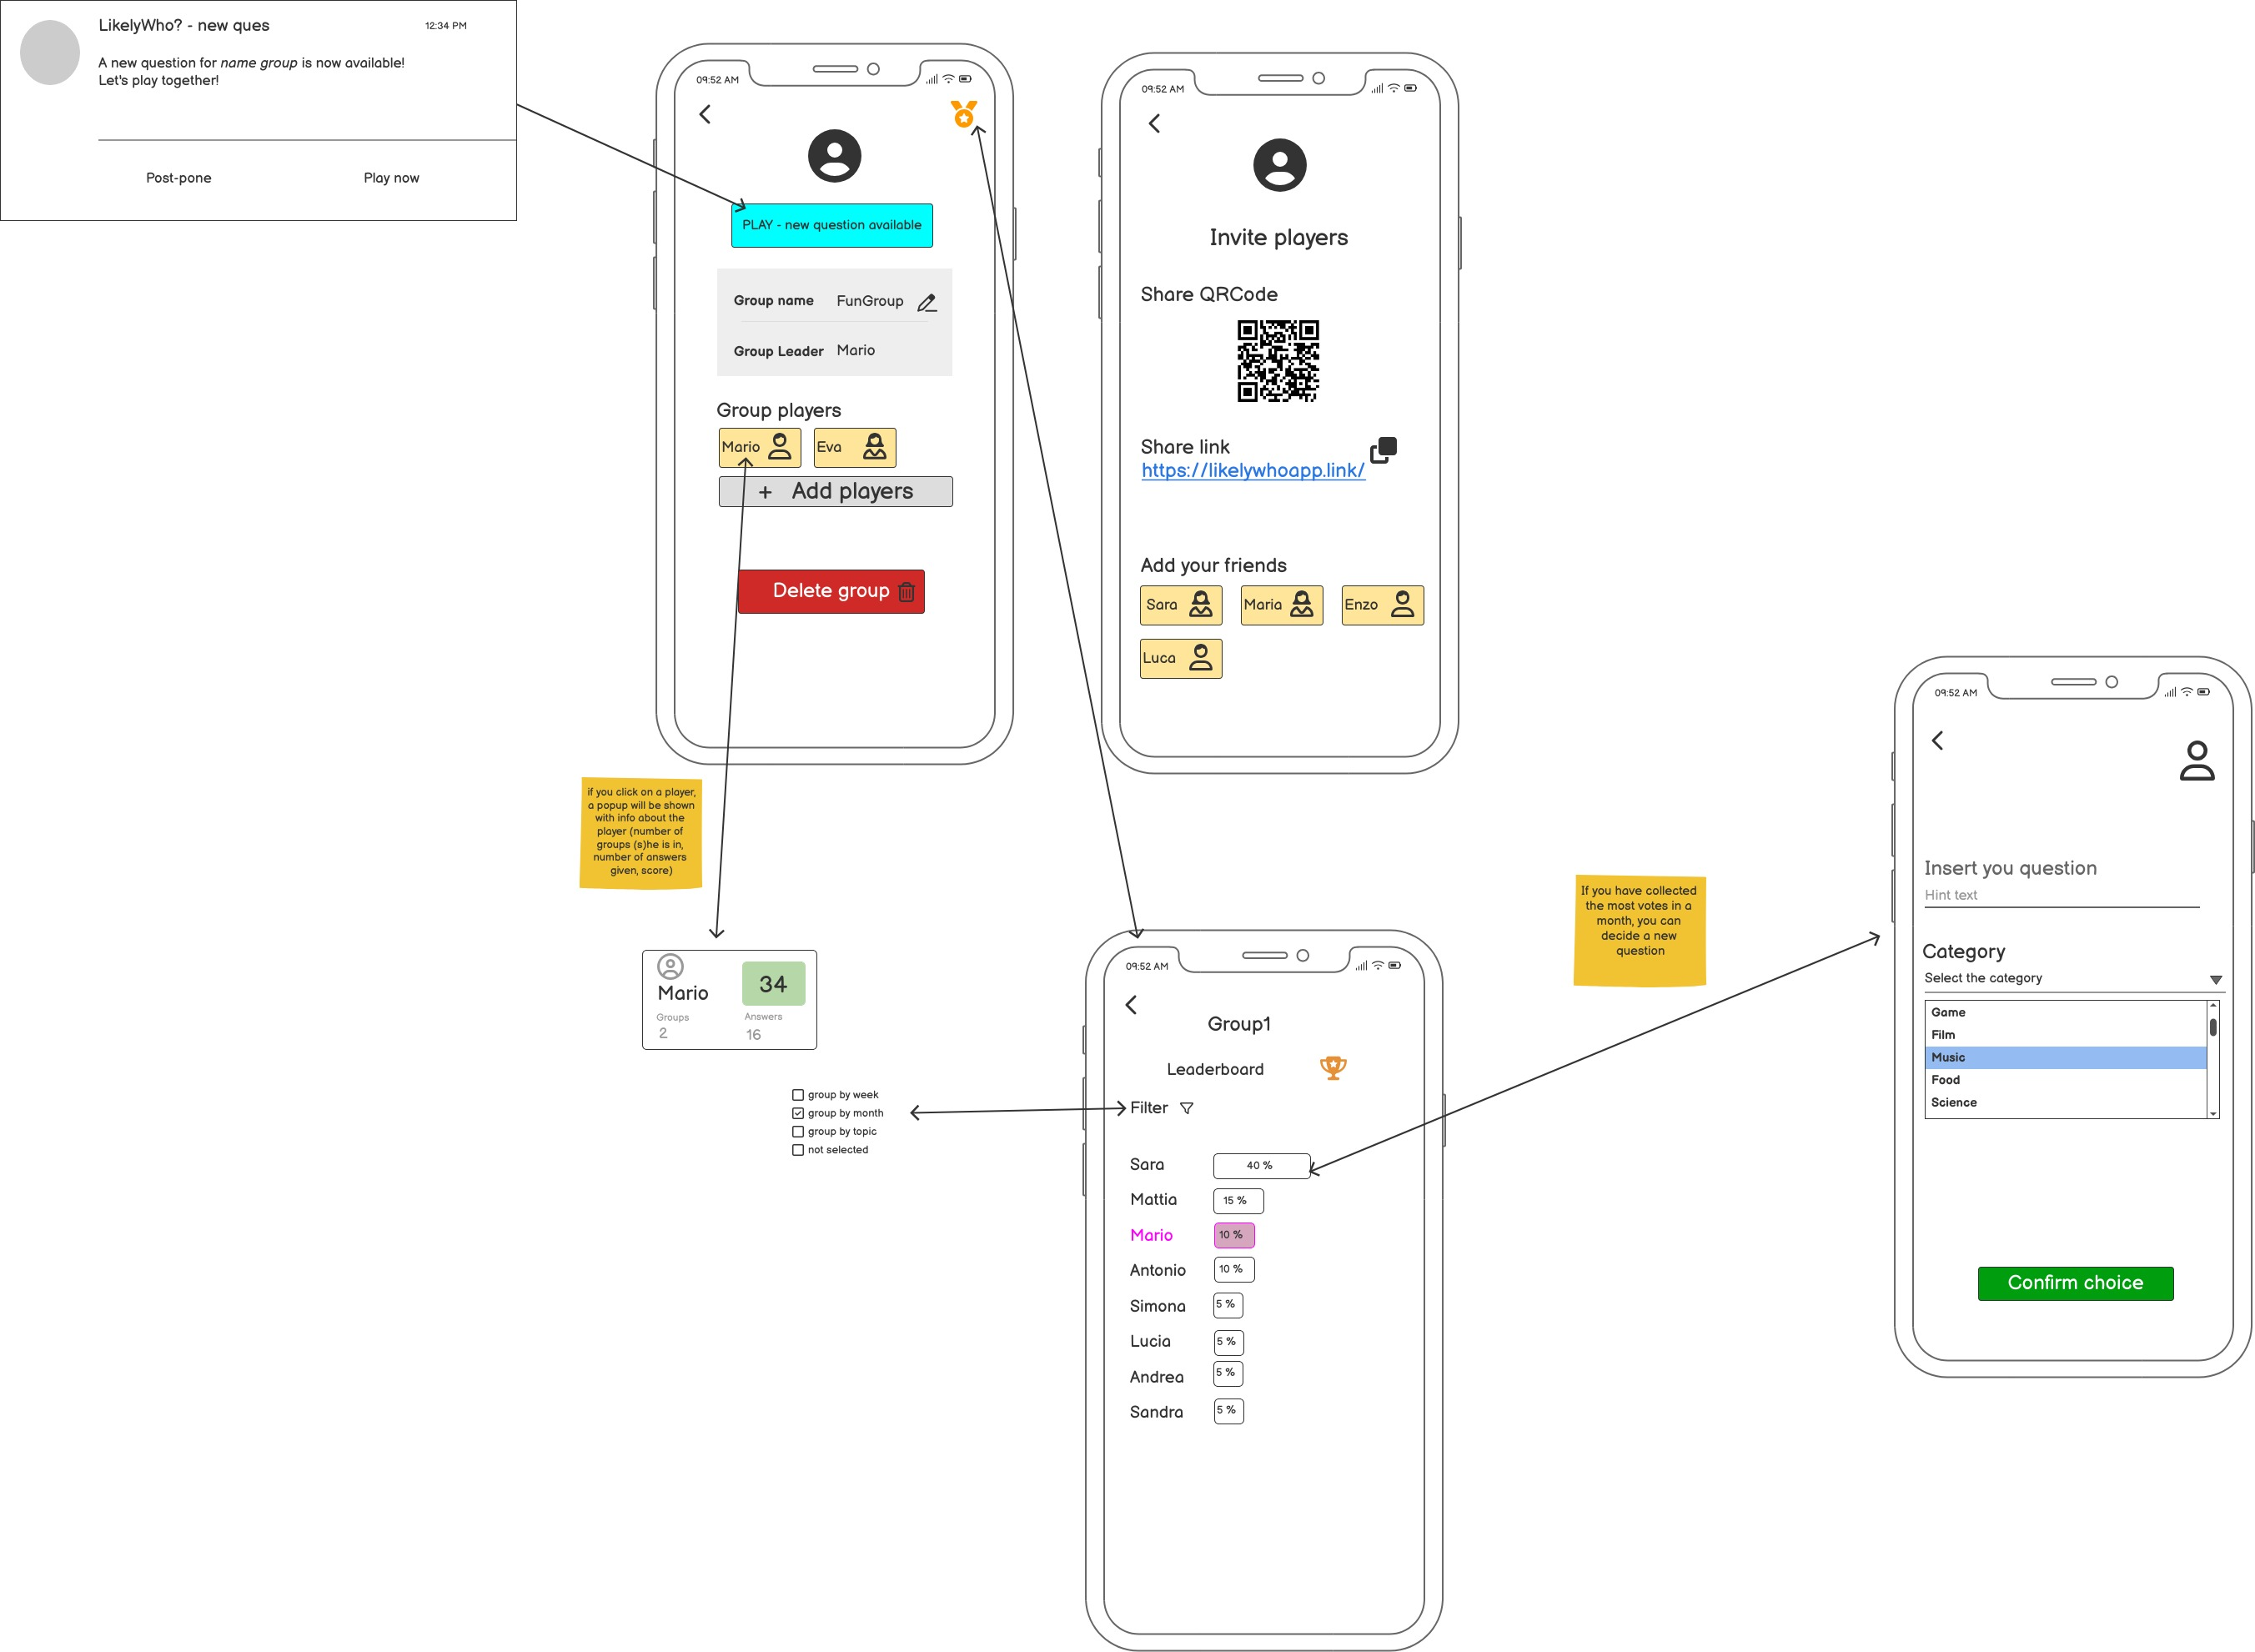 LikelyWho? - new ques
12:34 PM
A new question for name group is now available!
Let's play together!
Post-pone
Play now
09:52 AM
PLAY - new question available
Group name FunGroup
Group Leader Mario
Group players
Mario
Eva
+ Add players
Delete group
09:52 AM
Invite players
Share QRCode
Share link
https://likelywhoapp.link/
Add your friends
Sara
Maria
Enzo
Luca
if you click on a player,
a popup will be shown
with info about the
player (number of
groups (s)he is in,
number of answers
given, score)
Mario
34
Groups
2
Answers
16
group by week
group by month
group by topic
not selected
09:52 AM
Group1
Leaderboard
Filter
Sara 40 %
Mattia 15 %
Mario 10 %
Antonio 10 %
Simona 5 %
Lucia 5 %
Andrea 5 %
Sandra 5 %
If you have collected
the most votes in a
month, you can
decide a new
question
09:52 AM
Insert you question
Hint text
Category
Select the category
Game
Film
Music
Food
Science
Confirm choice